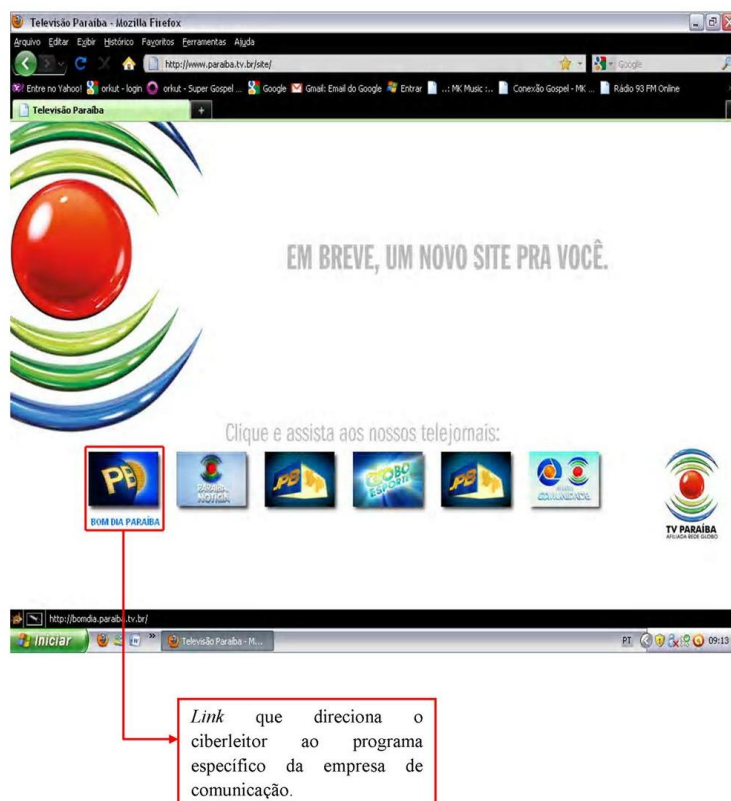 Televisão Paraíba - Mozilla Firefox
Arquivo Editar Exibir Histórico Favoritos Ferramentas Ajuda
http://www.paraiba.tv.br/site/ Google
Entre no Yahoo! orkut - login orkut - Super Gospel ... Google Gmail: Email do Google Entrar ..: MK Music :.. Conexão Gospel - MK ... Rádio 93 FM Online
Televisão Paraíba +
EM BREVE, UM NOVO SITE PRA VOCÊ.
Clique e assista aos nossos telejornais:
PB
PARAÍBA NOTÍCIA
JPB
GLOBO ESPORTE
JPB
COMUNIDADE
BOM DIA PARAÍBA
TV PARAÍBA
AFILIADA REDE GLOBO
http://bomdia.paraiba.tv.br/
Iniciar » Televisão Paraíba - M... PT 09:13
Link que direciona o
ciberleitor ao programa
específico da empresa de
comunicação.